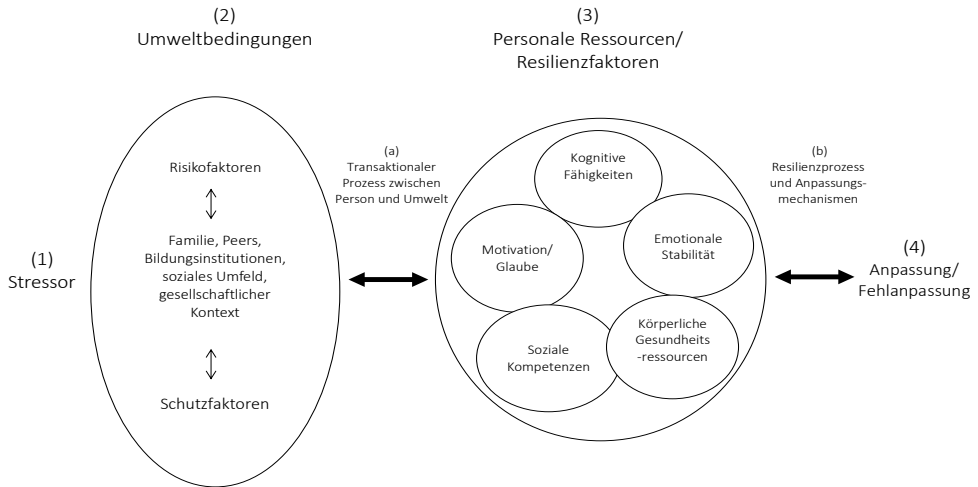 (2)
Umweltbedingungen
(3)
Personale Ressourcen/
Resilienzfaktoren
(1)
Stressor
Risikofaktoren
Familie, Peers,
Bildungsinstitutionen,
soziales Umfeld,
gesellschaftlicher
Kontext
Schutzfaktoren
(a)
Transaktionaler
Prozess zwischen
Person und Umwelt
Kognitive
Fähigkeiten
Motivation/
Glaube
Emotionale
Stabilität
Soziale
Kompetenzen
Körperliche
Gesundheits
-ressourcen
(b)
Resilienzprozess
und Anpassungs-
mechanismen
(4)
Anpassung/
Fehlanpassung